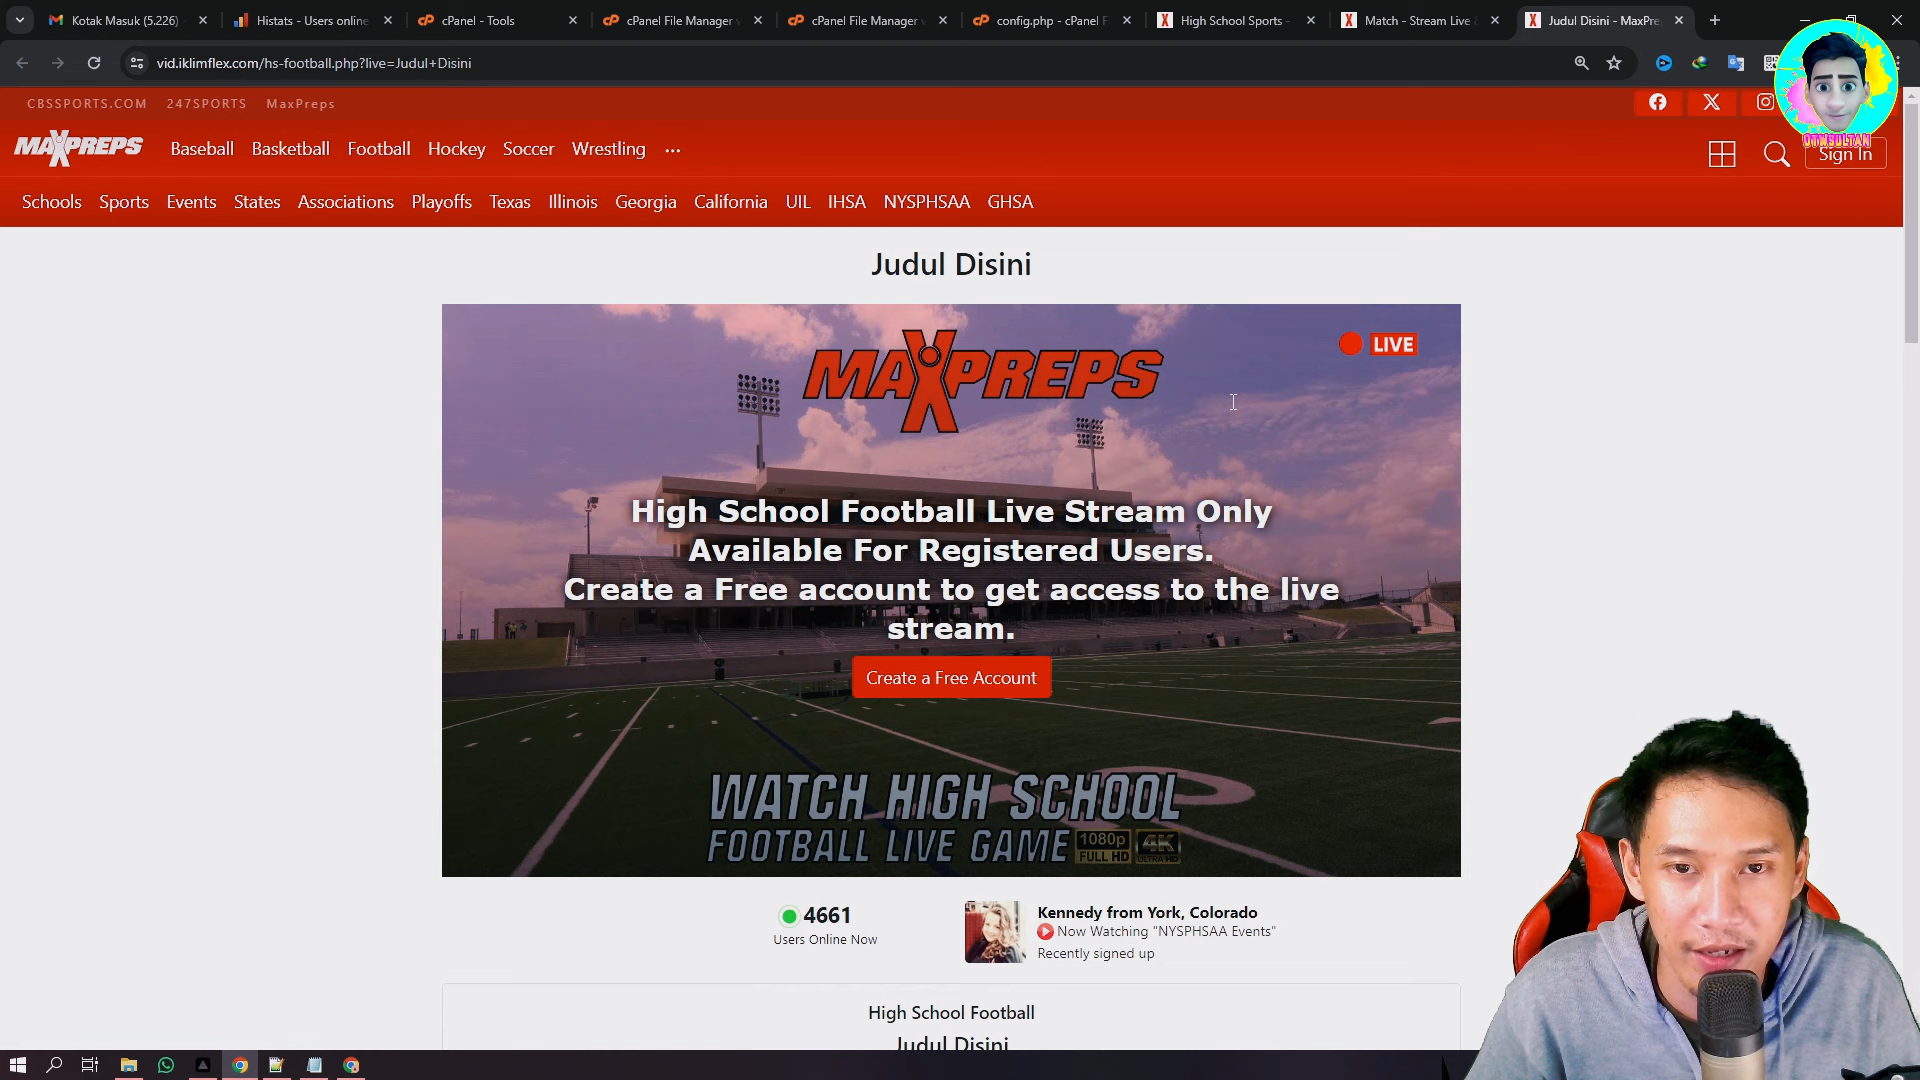 Kotak Masuk (5.226)
Histats - Users online
cPanel - Tools
cPanel File Manager
cPanel File Manager
config.php - cPanel F
High School Sports -
Match - Stream Live
Judul Disini - MaxPre
vid.iklimflex.com/hs-football.php?live=Judul+Disini
CBSSPORTS.COM 247SPORTS MaxPreps
MAXPREPS
Baseball Basketball Football Hockey Soccer Wrestling ...
UTMSULTAN
Sign In
Schools Sports Events States Associations Playoffs Texas Illinois Georgia California UIL IHSA NYSPHSAA GHSA
Judul Disini
MAXPREPS
LIVE
High School Football Live Stream Only
Available For Registered Users.
Create a Free account to get access to the live
stream.
Create a Free Account
WATCH HIGH SCHOOL
FOOTBALL LIVE GAME
1080p
FULL HD
4K
ULTRA HD
4661
Users Online Now
Kennedy from York, Colorado
Now Watching "NYSPHSAA Events"
Recently signed up
High School Football
Judul Disini